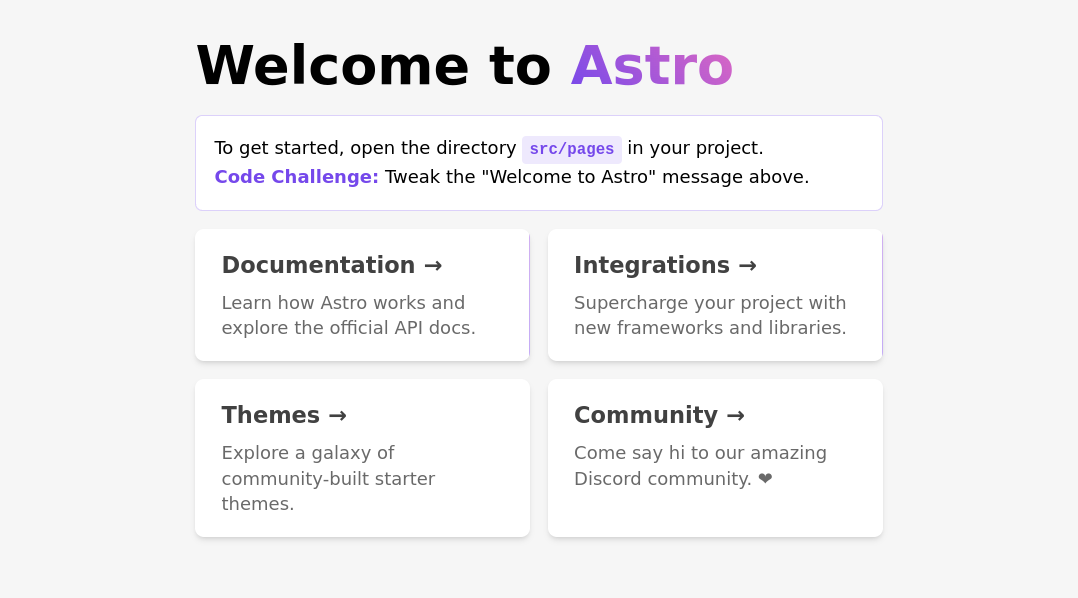 Welcome to Astro
To get started, open the directory src/pages in your project.
Code Challenge: Tweak the "Welcome to Astro" message above.
Documentation →
Learn how Astro works and
explore the official API docs.
Integrations →
Supercharge your project with
new frameworks and libraries.
Themes →
Explore a galaxy of
community-built starter
themes.
Community →
Come say hi to our amazing
Discord community. ❤